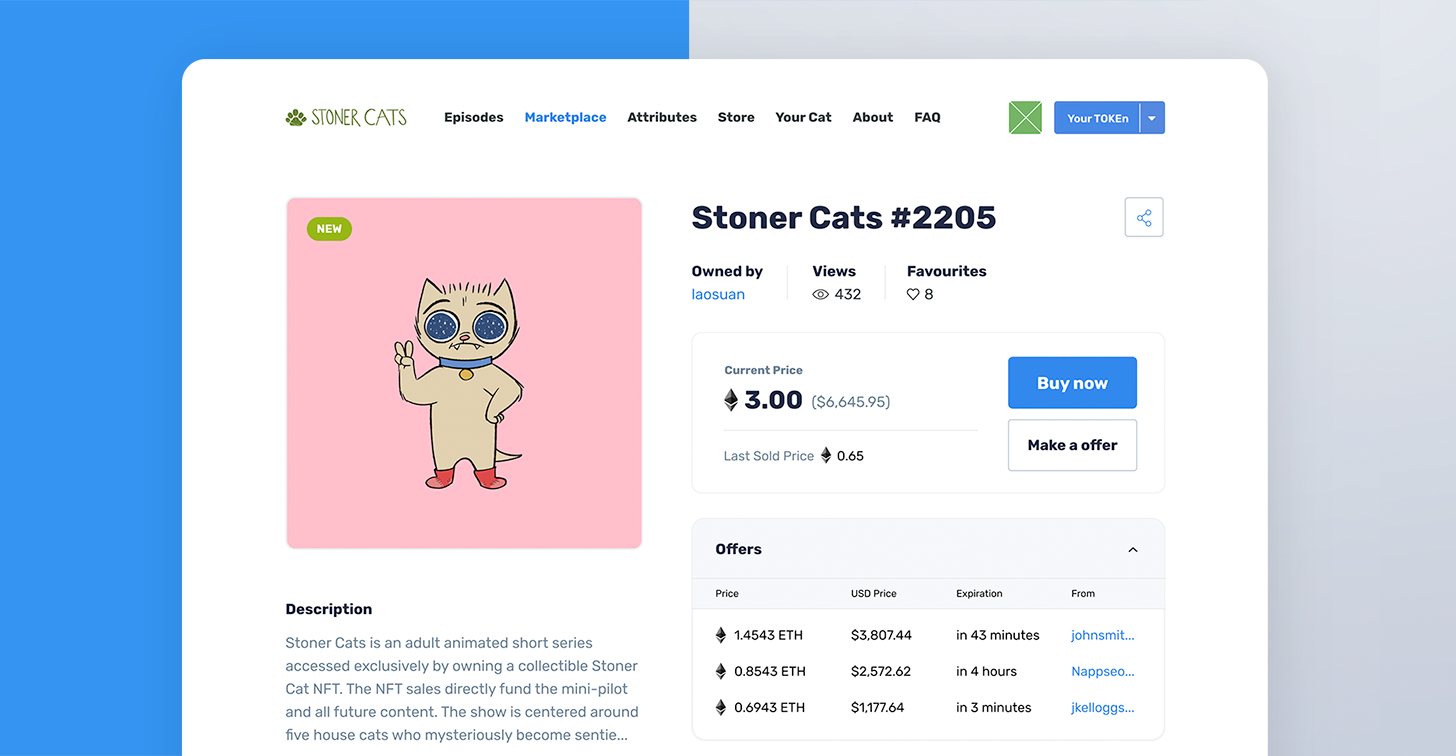 STONER CATS
Episodes Marketplace Attributes Store Your Cat About FAQ
Your TOKEn
NEW
Stoner Cats #2205
Owned by Views Favourites
laosuan 432 8
Current Price
3.00 ($6,645.95)
Buy now
Last Sold Price 0.65
Make a offer
Offers
Price USD Price Expiration From
1.4543 ETH $3,807.44 in 43 minutes johnsmit...
0.8543 ETH $2,572.62 in 4 hours Nappseo...
0.6943 ETH $1,177.64 in 3 minutes jkelloggs...
Description
Stoner Cats is an adult animated short series
accessed exclusively by owning a collectible Stoner
Cat NFT. The NFT sales directly fund the mini-pilot
and all future content. The show is centered around
five house cats who mysteriously become sentie...